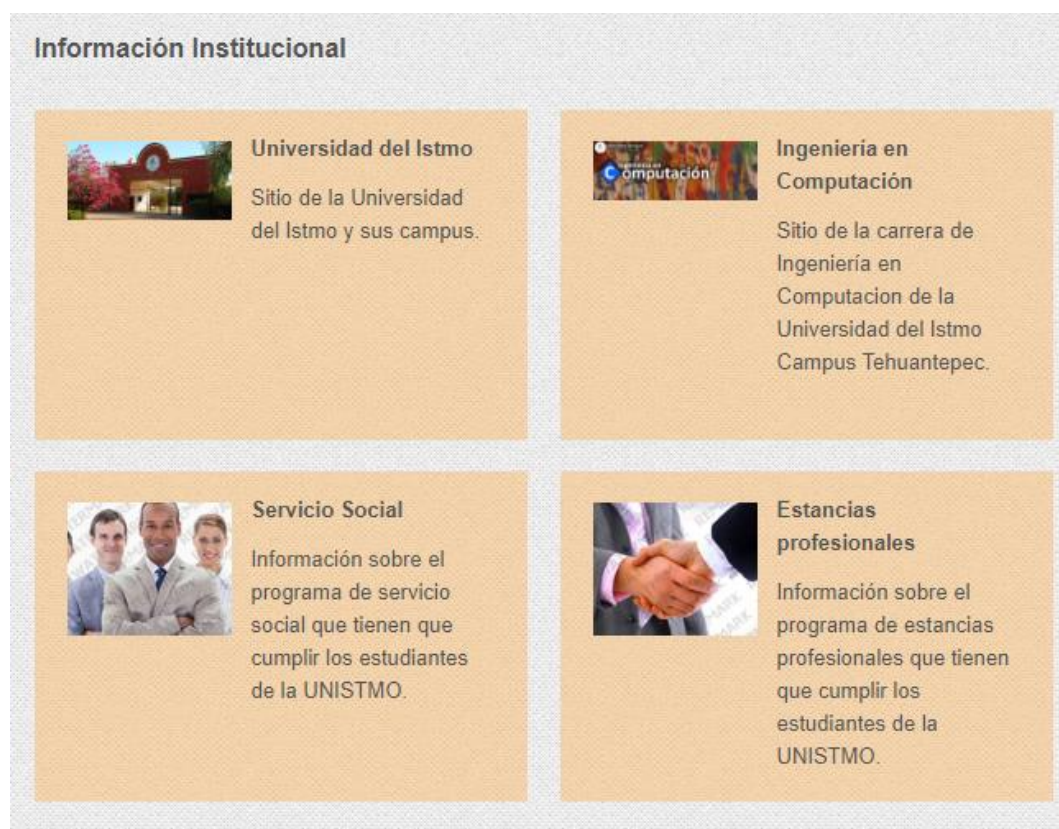 Información Institucional
Universidad del Istmo
Sitio de la Universidad
del Istmo y sus campus.
Ingeniería en
omputación
Ingeniería en
Computación
Sitio de la carrera de
Ingeniería en
Computacion de la
Universidad del Istmo
Campus Tehuantepec.
Servicio Social
Información sobre el
programa de servicio
social que tienen que
cumplir los estudiantes
de la UNISTMO.
Estancias
profesionales
Información sobre el
programa de estancias
profesionales que tienen
que cumplir los
estudiantes de la
UNISTMO.